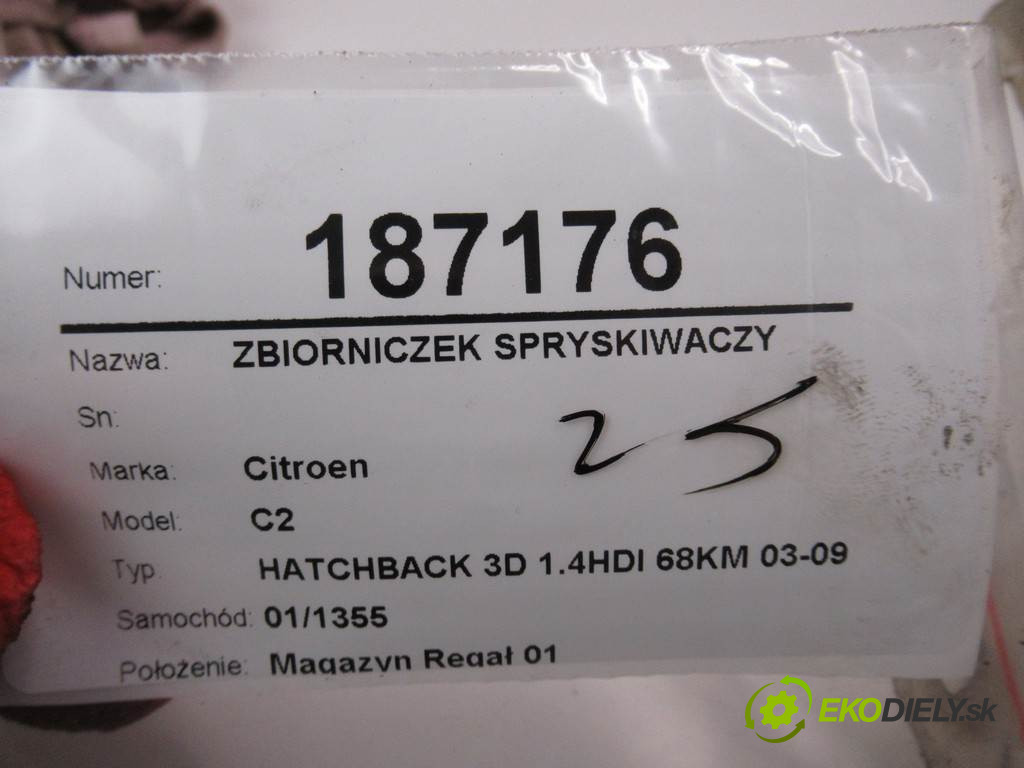 Numer: 187176
Nazwa: ZBIORNICZEK SPRYSKIWACZY
Sn:
25
Marka: Citroen
Model: C2
Typ HATCHBACK 3D 1.4HDI 68KM 03-09
Samochód: 01/1355
Położenie: Magazyn Regał 01
EKODIELY.sk